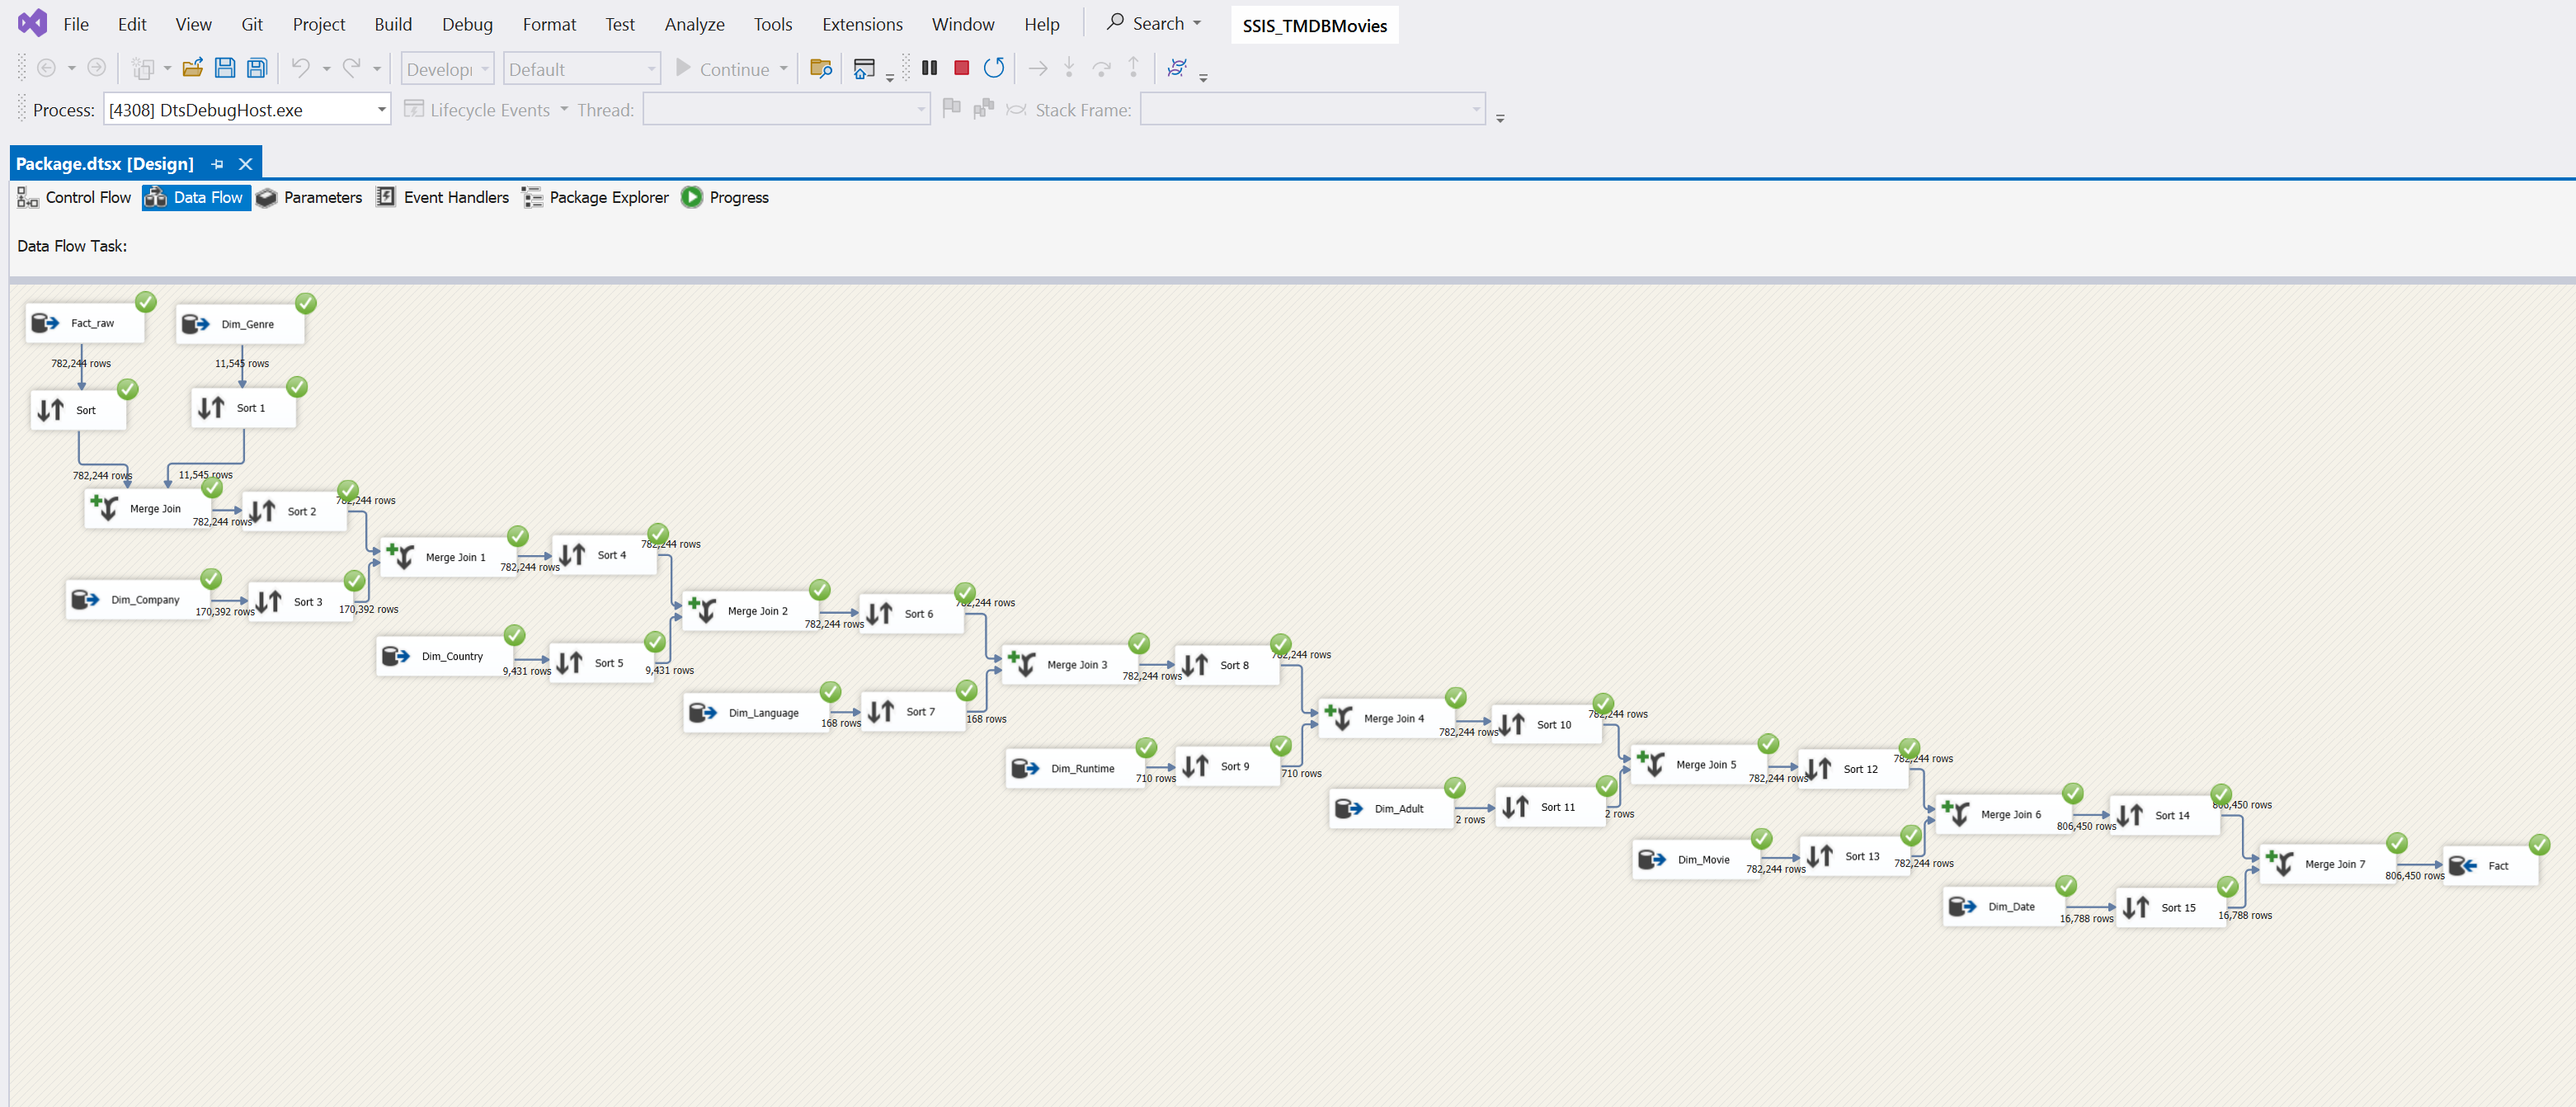 File Edit View Git Project Build Debug Format Test Analyze Tools Extensions Window Help Search SSIS_TMDBMovies
Default Continue
Process: [4308] DtsDebugHost.exe Lifecycle Events Thread: Stack Frame:
Package.dtsx [Design]
Control Flow Data Flow Parameters Event Handlers Package Explorer Progress
Data Flow Task:
Fact_raw Dim_Genre
782,244 rows 11,545 rows
Sort Sort 1
782,244 rows 11,545 rows
Merge Join 782,244 rows Sort 2 782,244 rows
Merge Join 1 782,244 rows Sort 4 782,244 rows
Dim_Company 170,392 rows Sort 3 170,392 rows
Merge Join 2 782,244 rows Sort 6 782,244 rows
Dim_Country 9,431 rows Sort 5 9,431 rows
Merge Join 3 782,244 rows Sort 8 782,244 rows
Dim_Language 168 rows Sort 7 168 rows
Merge Join 4 782,244 rows Sort 10 782,244 rows
Dim_Runtime 710 rows Sort 9 710 rows
Merge Join 5 782,244 rows Sort 12 782,244 rows
Dim_Adult 2 rows Sort 11 2 rows
Merge Join 6 806,450 rows Sort 14 806,450 rows
Dim_Movie 782,244 rows Sort 13 782,244 rows
Merge Join 7 806,450 rows Fact
Dim_Date 16,788 rows Sort 15 16,788 rows